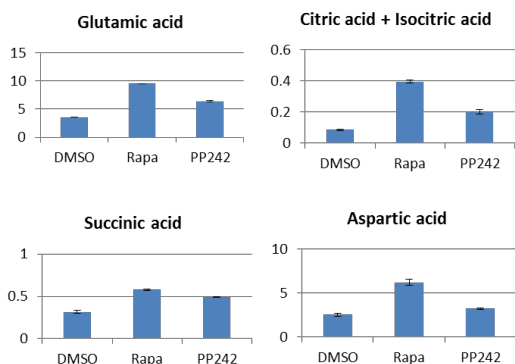 Glutamic acid
15
10
5
0
DMSO Rapa PP242
Citric acid + Isocitric acid
0.6
0.4
0.2
0
DMSO Rapa PP242
Succinic acid
1
0.5
0
DMSO Rapa PP242
Aspartic acid
10
5
0
DMSO Rapa PP242